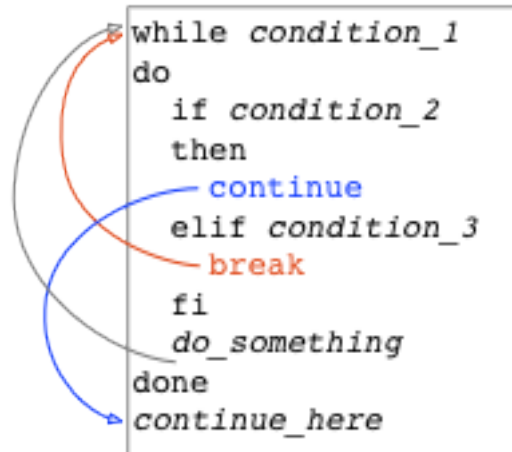 while condition_1
do
if condition_2
then
continue
elif condition_3
break
fi
do_something
done
continue_here